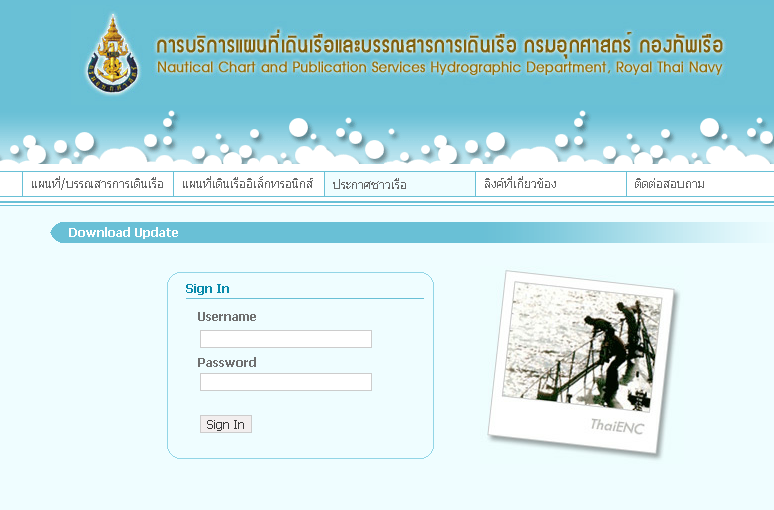 การบริการแผนที่เดินเรือและบรรณสารการเดินเรือ กรมอุทกศาสตร์ กองทัพเรือ
Nautical Chart and Publication Services Hydrographic Department, Royal Thai Navy
แผนที่/บรรณสารการเดินเรือ
แผนที่เดินเรืออิเล็กทรอนิกส์
ประกาศชาวเรือ
ลิงค์ที่เกี่ยวข้อง
ติดต่อสอบถาม
Download Update
Sign In
Username
Password
Sign In
ThaiENC